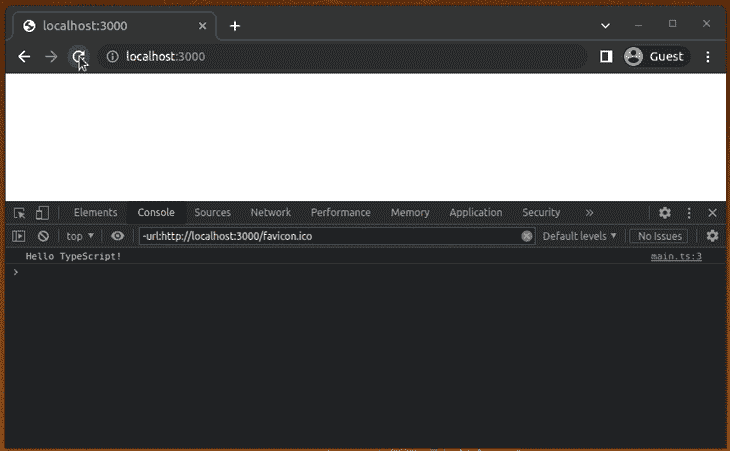 localhost:3000
localhost:3000 Guest
Elements Console Sources Network Performance Memory Application Security »
top -url:http://localhost:3000/favicon.ico Default levels No Issues
Hello TypeScript! main.ts:3